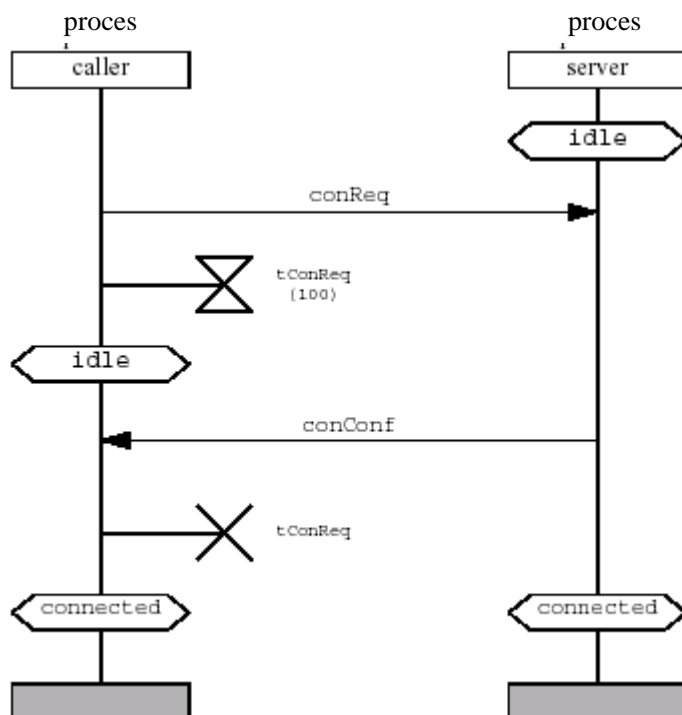 proces
proces
caller
server
idle
conReq
tConReq
(100)
idle
conConf
tConReq
connected
connected